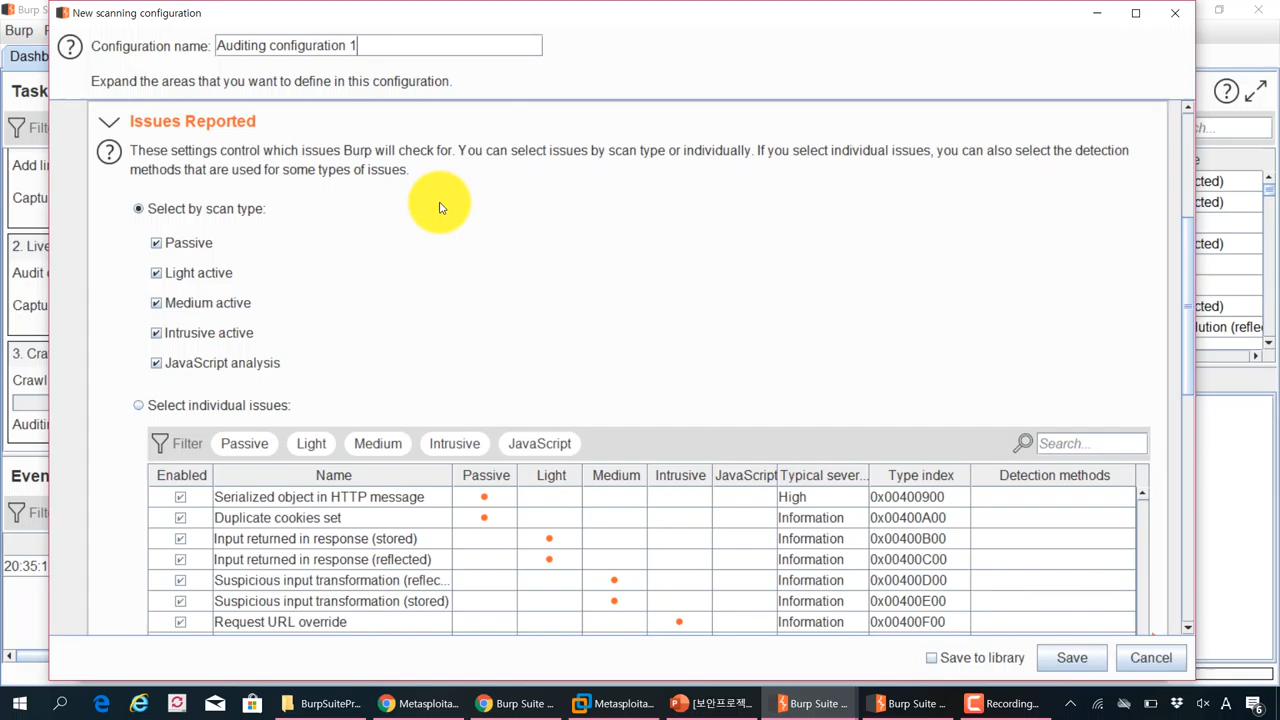 Burp S
New scanning configuration
Burp
Configuration name: Auditing configuration 1
Dashb
Expand the areas that you want to define in this configuration.
Task
Filte
Issues Reported
These settings control which issues Burp will check for. You can select issues by scan type or individually. If you select individual issues, you can also select the detection
methods that are used for some types of issues.
Add lin
Captu
Select by scan type:
2. Live
Passive
Audit c
Light active
Captu
Medium active
Intrusive active
3. Cra
JavaScript analysis
Crawl
Select individual issues:
Auditin
Filter Passive Light Medium Intrusive JavaScript Search...
Even
Enabled Name Passive Light Medium Intrusive JavaScript Typical sever... Type index Detection methods
Serialized object in HTTP message High 0x00400900
Filte
Duplicate cookies set Information 0x00400A00
Input returned in response (stored) Information 0x00400B00
Input returned in response (reflected) Information 0x00400C00
20:35:1
Suspicious input transformation (reflec... Information 0x00400D00
Suspicious input transformation (stored) Information 0x00400E00
Request URL override Information 0x00400F00
Save to library Save Cancel
ch...
e
cted)
cted)
cted)
cted)
lution (refle
BurpSuitePr... Metasploita... Burp Suite ... Metasploita... [보안프로젝... Burp Suite ... Burp Suite ... Recording... A 6